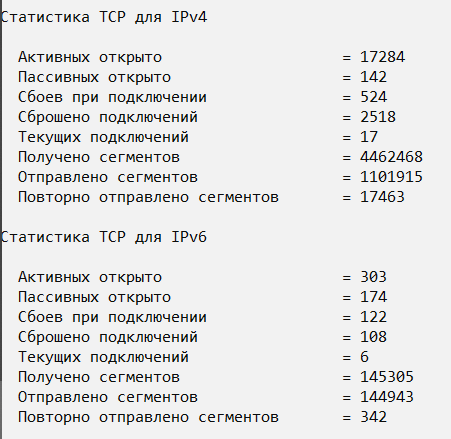 Статистика TCP для IPv4
Активных открыто = 17284
Пассивных открыто = 142
Сбоев при подключении = 524
Сброшено подключений = 2518
Текущих подключений = 17
Получено сегментов = 4462468
Отправлено сегментов = 1101915
Повторно отправлено сегментов = 17463
Статистика TCP для IPv6
Активных открыто = 303
Пассивных открыто = 174
Сбоев при подключении = 122
Сброшено подключений = 108
Текущих подключений = 6
Получено сегментов = 145305
Отправлено сегментов = 144943
Повторно отправлено сегментов = 342